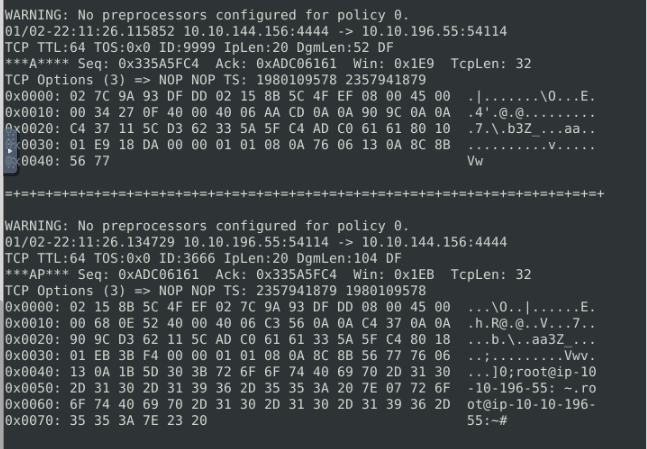 WARNING: No preprocessors configured for policy 0.
01/02-22:11:26.115852 10.10.144.156:4444 -> 10.10.196.55:54114
TCP TTL:64 TOS:0x0 ID:9999 IpLen:20 DgmLen:52 DF
***A**** Seq: 0x335A5FC4  Ack: 0xADC06161  Win: 0x1E9  TcpLen: 32
TCP Options (3) => NOP NOP TS: 1980109578 2357941879
0x0000: 02 7C 9A 93 DF DD 02 15 8B 5C 4F EF 08 00 45 00  .|.......\O...E.
0x0010: 00 34 27 0F 40 00 40 06 AA CD 0A 0A 90 9C 0A 0A  .4'.@.@.........
0x0020: C4 37 11 5C D3 62 33 5A 5F C4 AD C0 61 61 80 10  .7.\.b3Z_...aa..
0x0030: 01 E9 18 DA 00 00 01 01 08 0A 76 06 13 0A 8C 8B  ..........v.....
0x0040: 56 77  Vw
=+=+=+=+=+=+=+=+=+=+=+=+=+=+=+=+=+=+=+=+=+=+=+=+=+=+=+=+=+=+=+=+=+=+=+=+=+
WARNING: No preprocessors configured for policy 0.
01/02-22:11:26.134729 10.10.196.55:54114 -> 10.10.144.156:4444
TCP TTL:64 TOS:0x0 ID:3666 IpLen:20 DgmLen:104 DF
***AP*** Seq: 0xADC06161  Ack: 0x335A5FC4  Win: 0x1EB  TcpLen: 32
TCP Options (3) => NOP NOP TS: 2357941879 1980109578
0x0000: 02 15 8B 5C 4F EF 02 7C 9A 93 DF DD 08 00 45 00  ...\O..|......E.
0x0010: 00 68 0E 52 40 00 40 06 C3 56 0A 0A C4 37 0A 0A  .h.R@.@..V...7..
0x0020: 90 9C D3 62 11 5C AD C0 61 61 33 5A 5F C4 80 18  ...b.\..aa3Z_...
0x0030: 01 EB 3B F4 00 00 01 01 08 0A 8C 8B 56 77 76 06  ..;.........Vwv.
0x0040: 13 0A 1B 5D 30 3B 72 6F 6F 74 40 69 70 2D 31 30  ...]0;root@ip-10
0x0050: 2D 31 30 2D 31 39 36 2D 35 35 3A 20 7E 07 72 6F  -10-196-55: ~.ro
0x0060: 6F 74 40 69 70 2D 31 30 2D 31 30 2D 31 39 36 2D  ot@ip-10-10-196-
0x0070: 35 35 3A 7E 23 20  55:~#